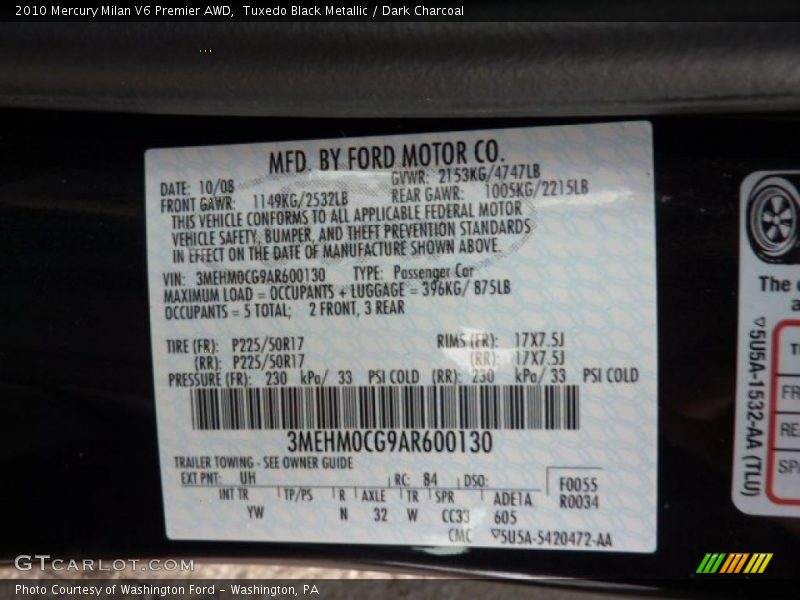 2010 Mercury Milan V6 Premier AWD, Tuxedo Black Metallic / Dark Charcoal
MFD. BY FORD MOTOR CO.
DATE: 10/08 GVWR: 2153KG/4747LB
FRONT GAWR: 1149KG/2532LB REAR GAWR: 1005KG/2215LB
THIS VEHICLE CONFORMS TO ALL APPLICABLE FEDERAL MOTOR
VEHICLE SAFETY, BUMPER, AND THEFT PREVENTION STANDARDS
IN EFFECT ON THE DATE OF MANUFACTURE SHOWN ABOVE.
VIN: 3MEHM0CG9AR600130 TYPE: Passenger Car
MAXIMUM LOAD = OCCUPANTS + LUGGAGE = 396KG/ 875LB
OCCUPANTS = 5 TOTAL; 2 FRONT, 3 REAR
TIRE (FR): P225/50R17 RIMS (FR): 17X7.5J
(RR): P225/50R17 (RR): 17X7.5J
PRESSURE (FR): 230 kPa/ 33 PSI COLD (RR): 230 kPa/ 33 PSI COLD
3MEHM0CG9AR600130
TRAILER TOWING - SEE OWNER GUIDE
EXT PNT: UH RC: 84 DSO: F0055
INT TR TP/PS R AXLE TR SPR ADE1A R0034
YW N 32 W CC33 605
CMC ▽5U5A-5420472-AA
The
▽5U5A-1532-AA (TLU)
FR
RE
SPA
GTCARLOT.COM
Photo Courtesy of Washington Ford - Washington, PA